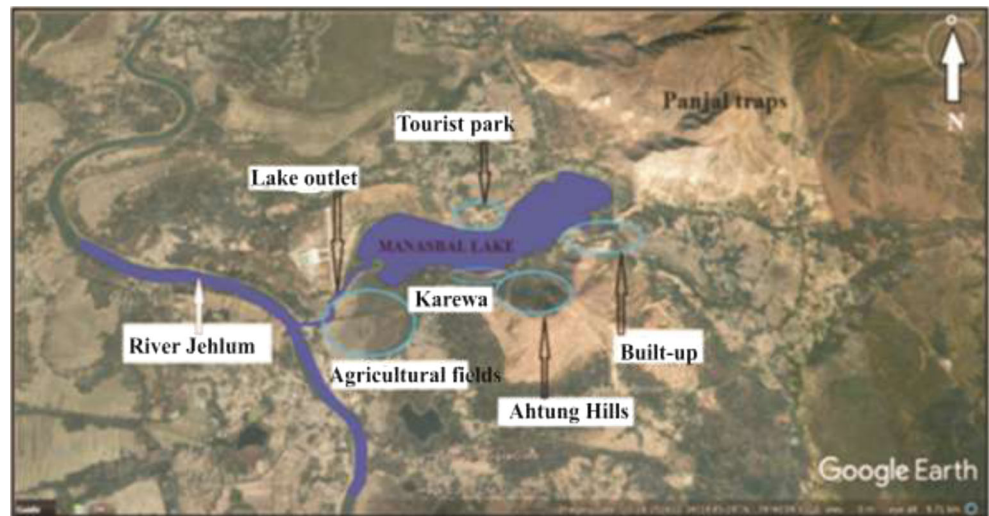 Panjal traps
N
Tourist park
Lake outlet
MANASBAL LAKE
Karewa
River Jehlum
Built-up
Agricultural fields
Ahtung Hills
Google Earth